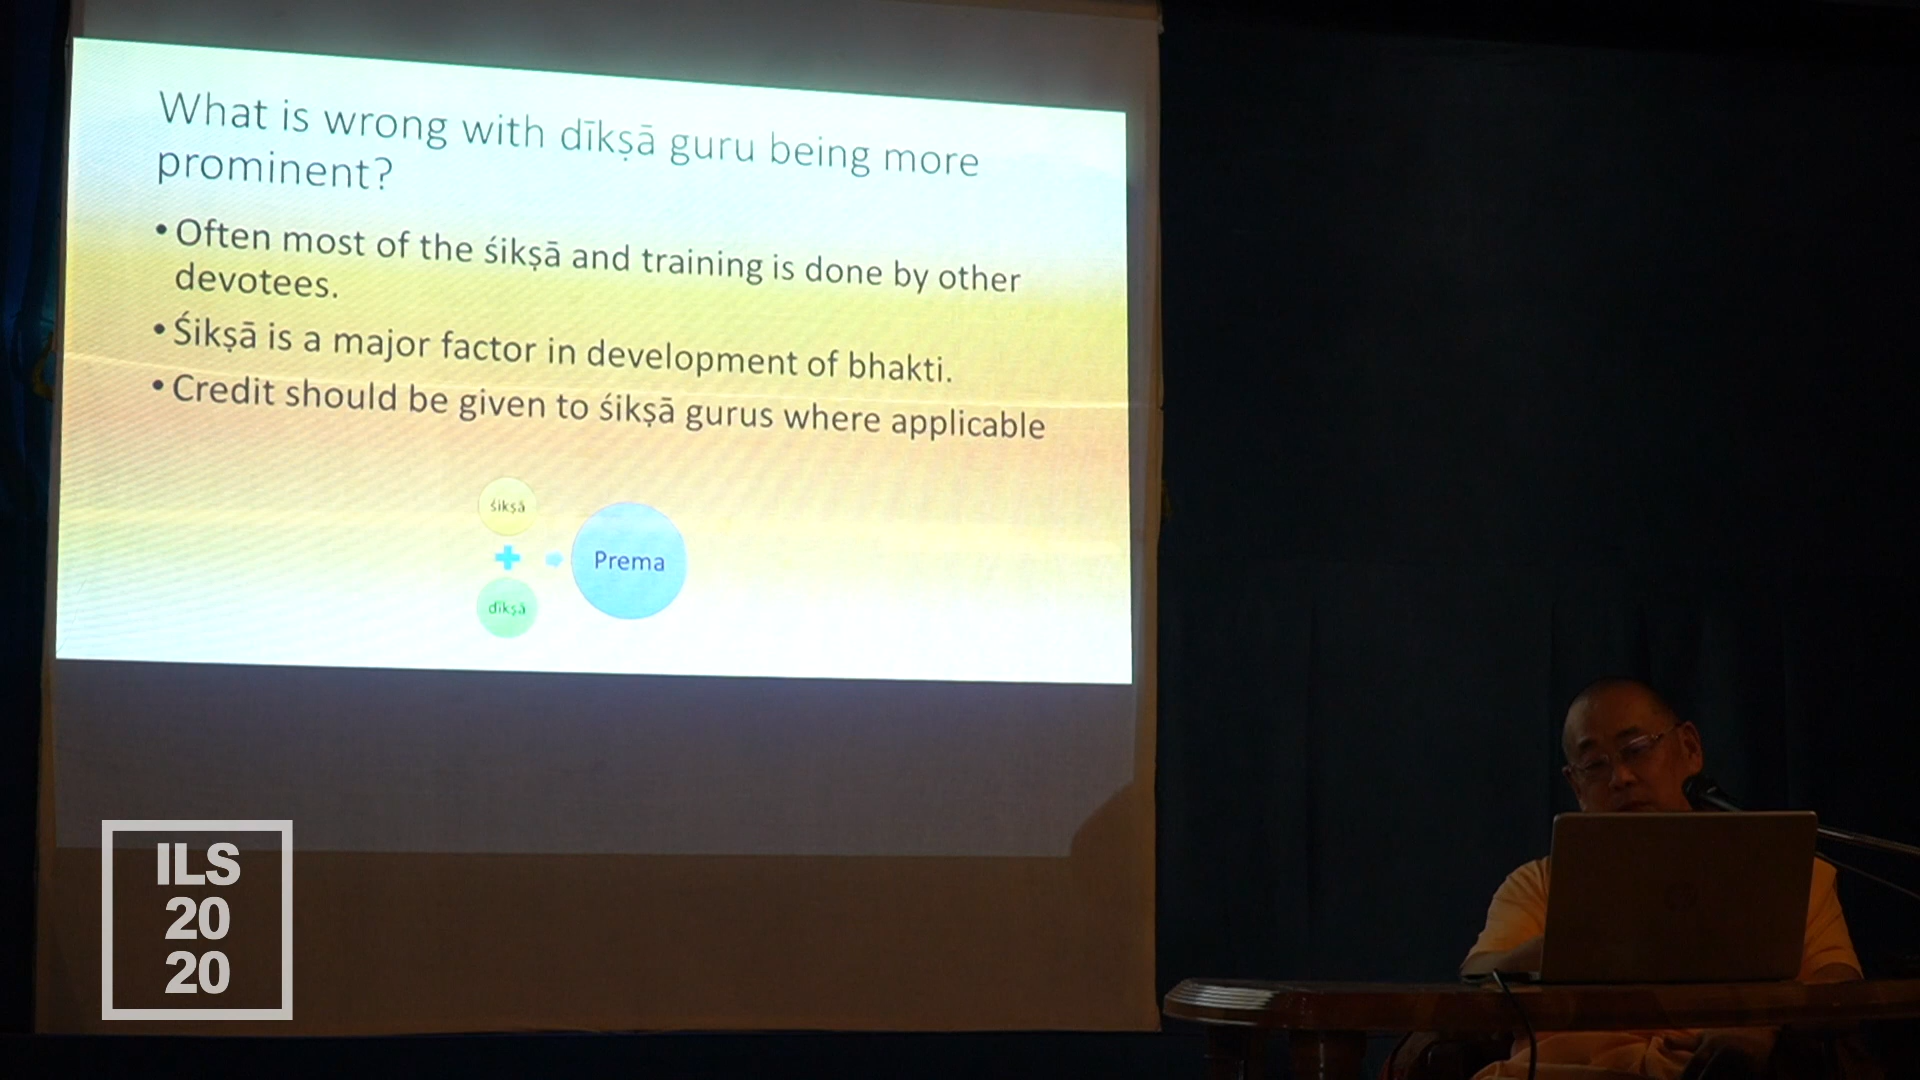 What is wrong with dīkṣā guru being more
prominent?
• Often most of the śikṣā and training is done by other
devotees.
• Śikṣā is a major factor in development of bhakti.
• Credit should be given to śikṣā gurus where applicable
śikṣā
Prema
dīkṣā
ILS
20
20